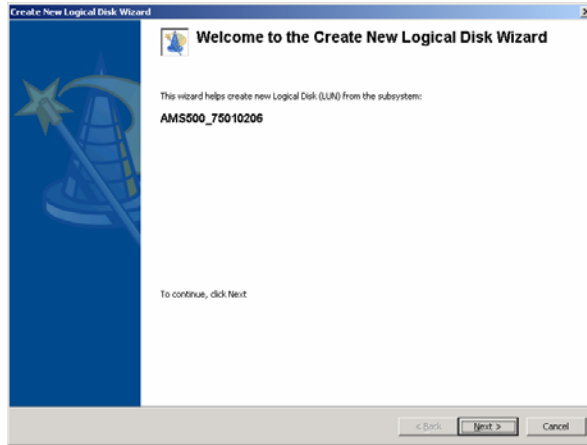 Create New Logical Disk Wizard
Welcome to the Create New Logical Disk Wizard
This wizard helps create new Logical Disk (LUN) from the subsystem:
AMS500_75010206
To continue, click Next
< Back
Next >
Cancel